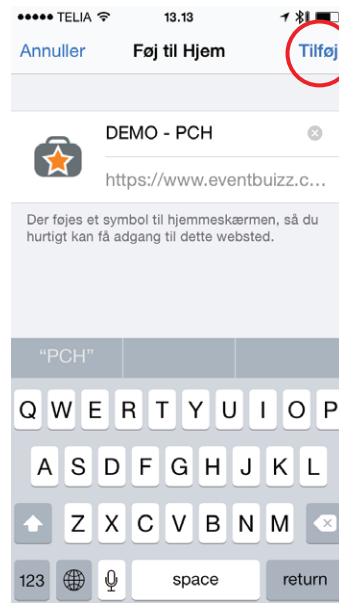 TELIA 13.13
Annuller Føj til Hjem Tilføj
DEMO - PCH
https://www.eventbuizz.c...
Der føjes et symbol til hjemmeskærmen, så du
hurtigt kan få adgang til dette websted.
“PCH”
Q W E R T Y U I O P
A S D F G H J K L
Z X C V B N M
123 space return